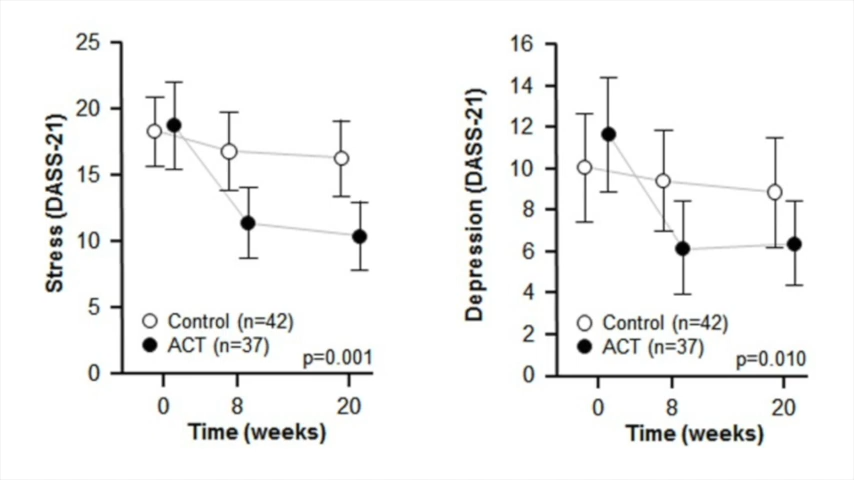 Stress (DASS-21)
25
20
15
10
5
0
Control (n=42)
ACT (n=37)
p=0.001
0 8 20
Time (weeks)
Depression (DASS-21)
16
14
12
10
8
6
4
2
0
Control (n=42)
ACT (n=37)
p=0.010
0 8 20
Time (weeks)